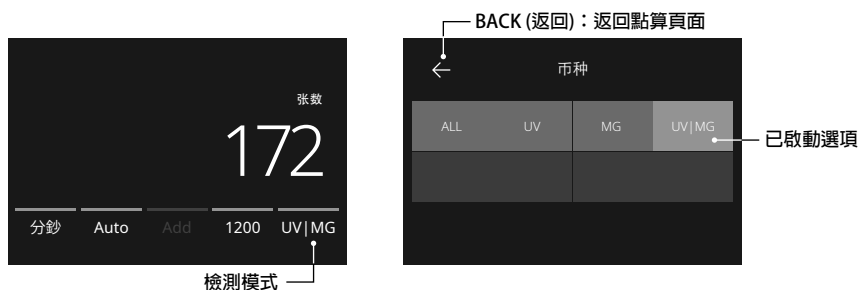 BACK (返回)：返回點算頁面
张数
172
分鈔 Auto Add 1200 UV|MG
檢測模式
币种
ALL UV MG UV|MG
已啟動選項